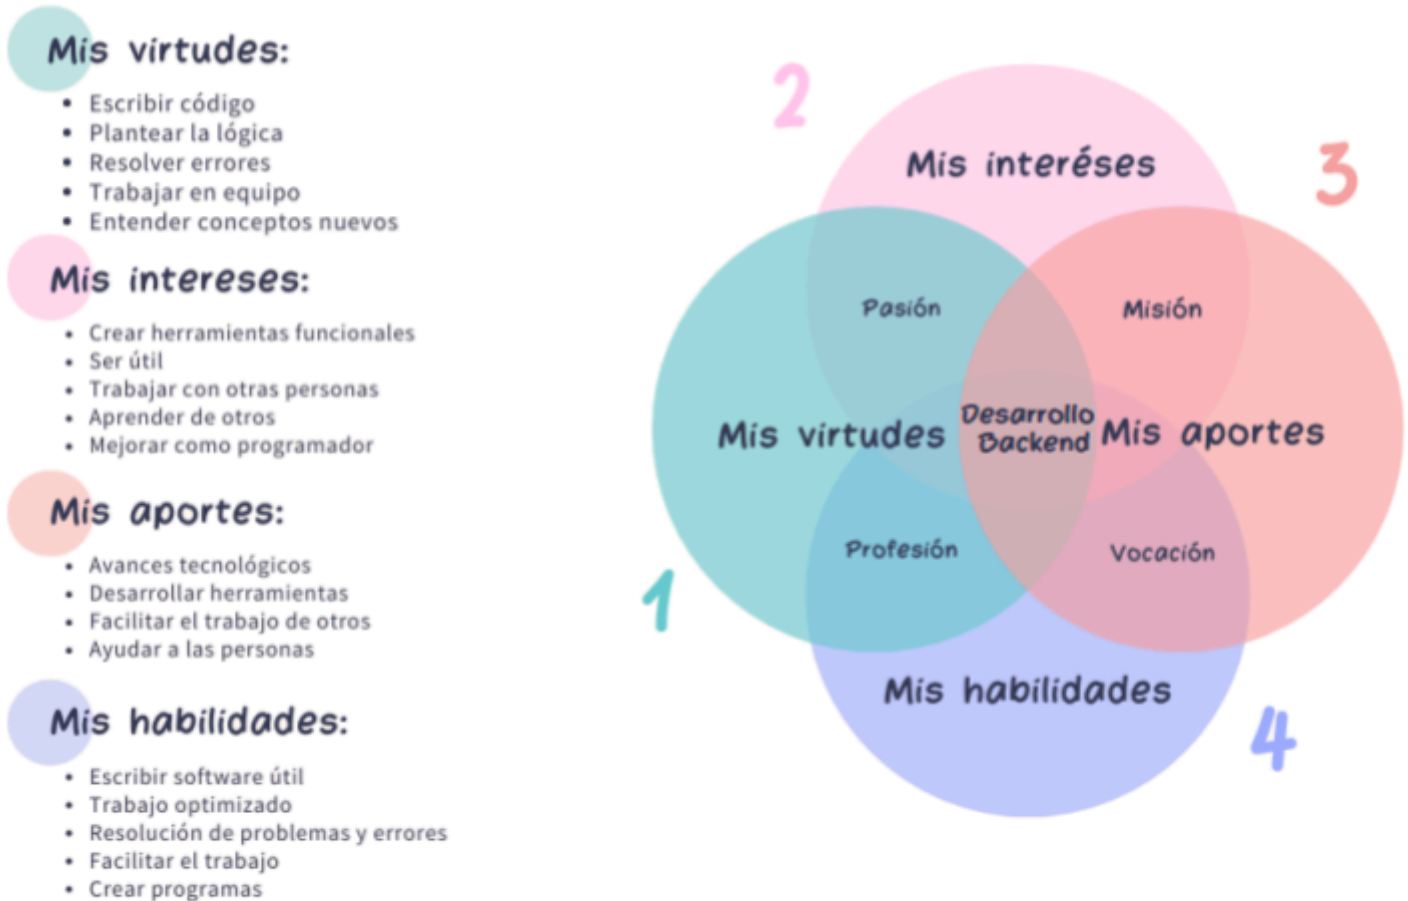 Mis virtudes:
• Escribir código
• Plantear la lógica
• Resolver errores
• Trabajar en equipo
• Entender conceptos nuevos
Mis intereses:
• Crear herramientas funcionales
• Ser útil
• Trabajar con otras personas
• Aprender de otros
• Mejorar como programador
Mis aportes:
• Avances tecnológicos
• Desarrollar herramientas
• Facilitar el trabajo de otros
• Ayudar a las personas
Mis habilidades:
• Escribir software útil
• Trabajo optimizado
• Resolución de problemas y errores
• Facilitar el trabajo
• Crear programas
2
Mis interéses
3
Pasión
Misión
Mis virtudes
Desarrollo
Backend
Mis aportes
Profesión
Vocación
1
Mis habilidades
4